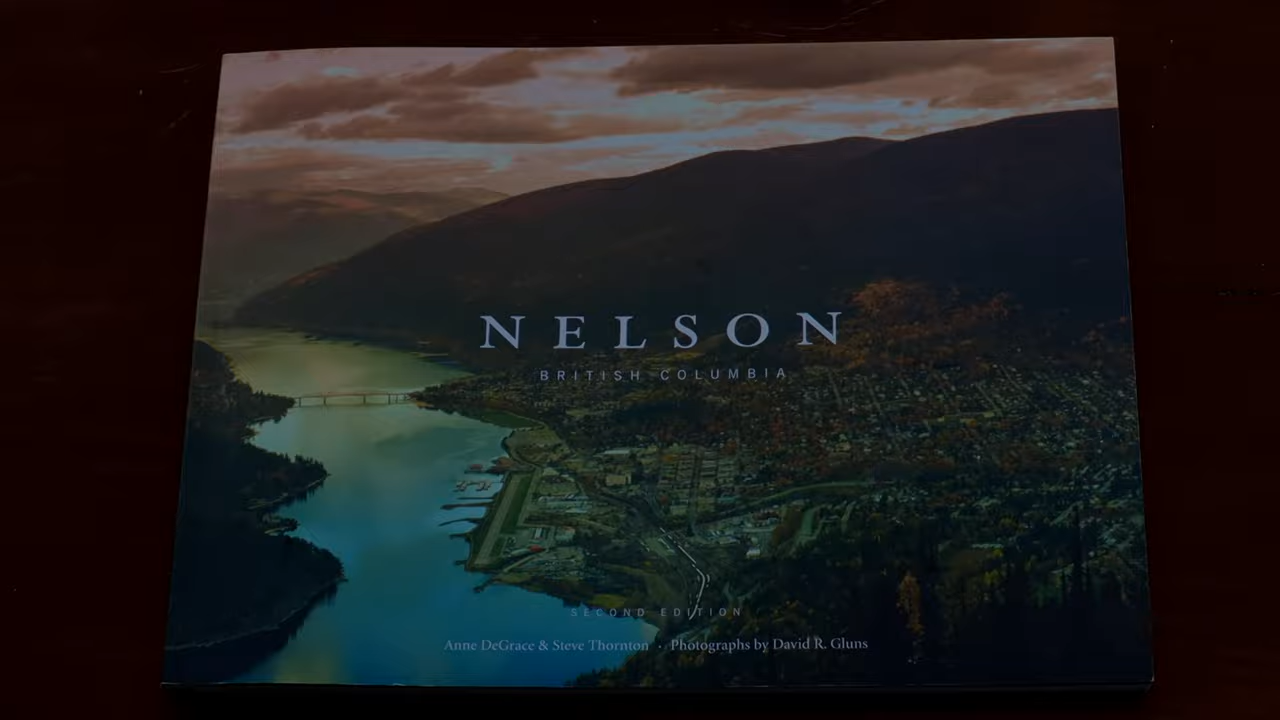 NELSON
BRITISH COLUMBIA
SECOND EDITION
Anne DeGrace & Steve Thornton · Photographs by David R. Gluns